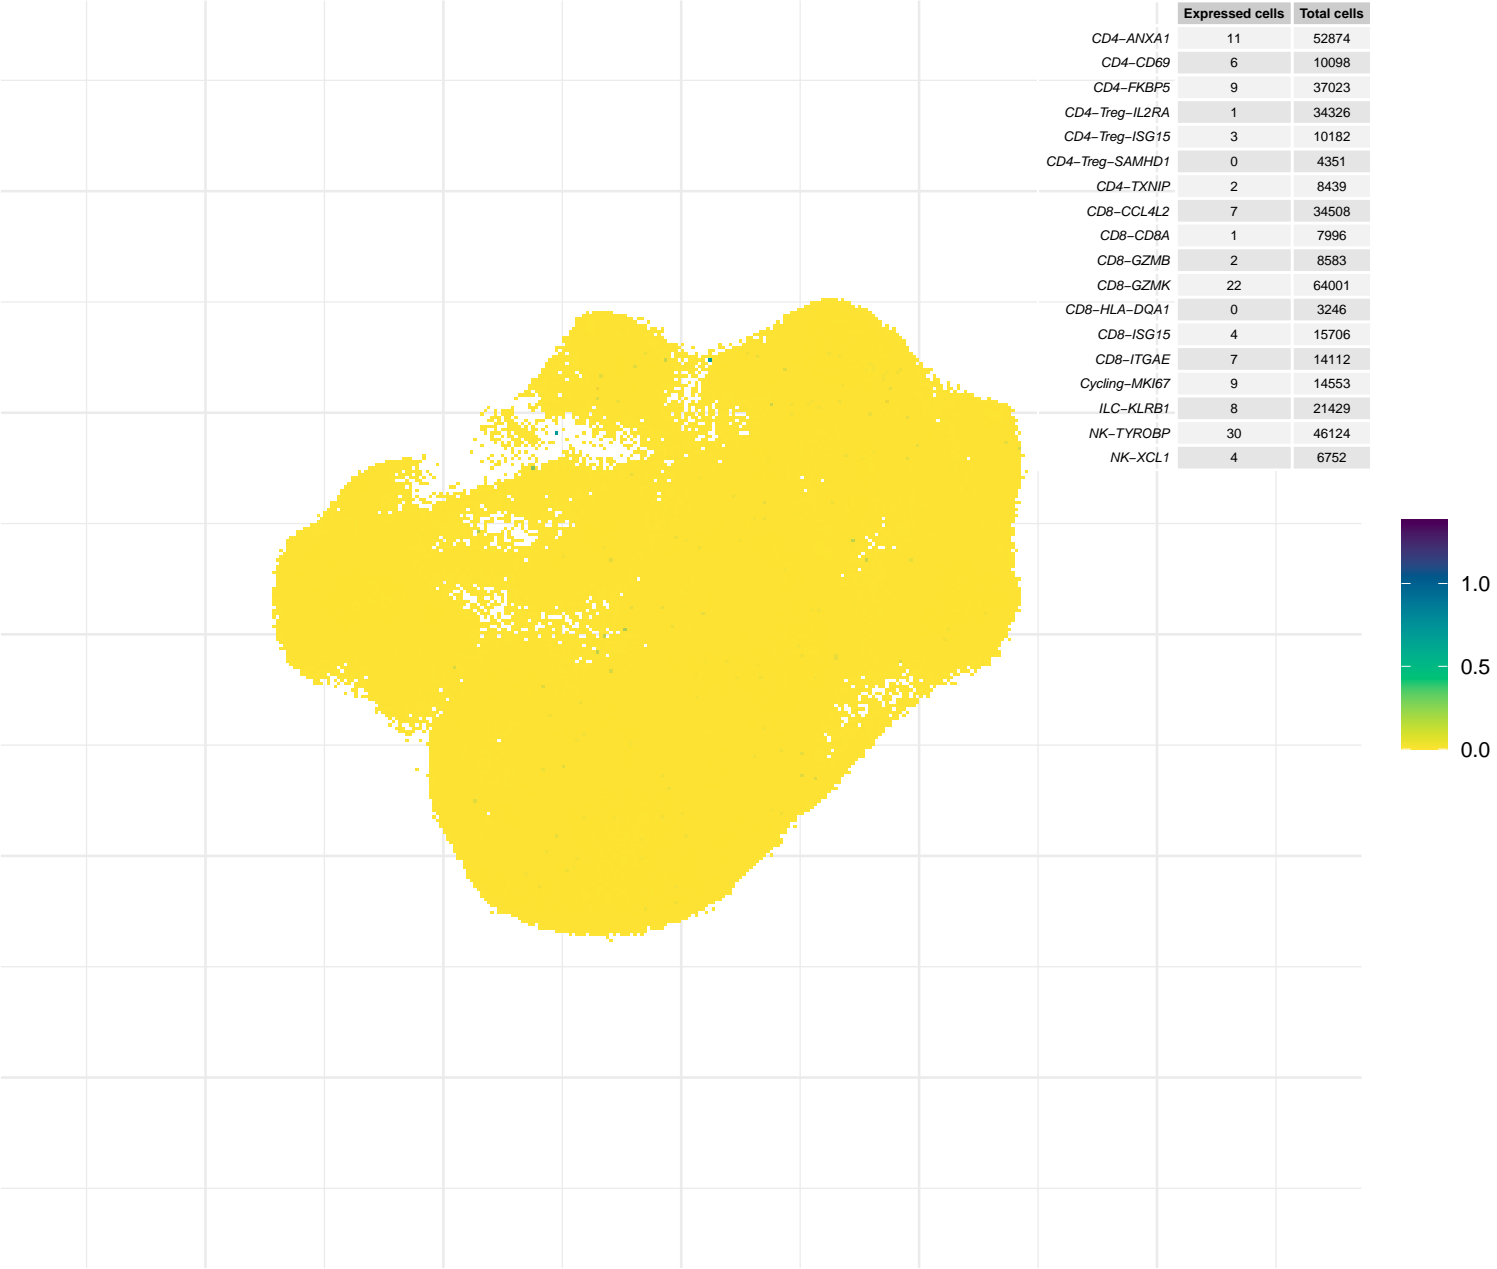 Expressed cells Total cells
CD4−ANXA1 11 52874
CD4−CD69 6 10098
CD4−FKBP5 9 37023
CD4−Treg−IL2RA 1 34326
CD4−Treg−ISG15 3 10182
CD4−Treg−SAMHD1 0 4351
CD4−TXNIP 2 8439
CD8−CCL4L2 7 34508
CD8−CD8A 1 7996
CD8−GZMB 2 8583
CD8−GZMK 22 64001
CD8−HLA−DQA1 0 3246
CD8−ISG15 4 15706
CD8−ITGAE 7 14112
Cycling−MKI67 9 14553
ILC−KLRB1 8 21429
NK−TYROBP 30 46124
NK−XCL1 4 6752
1.0
0.5
0.0